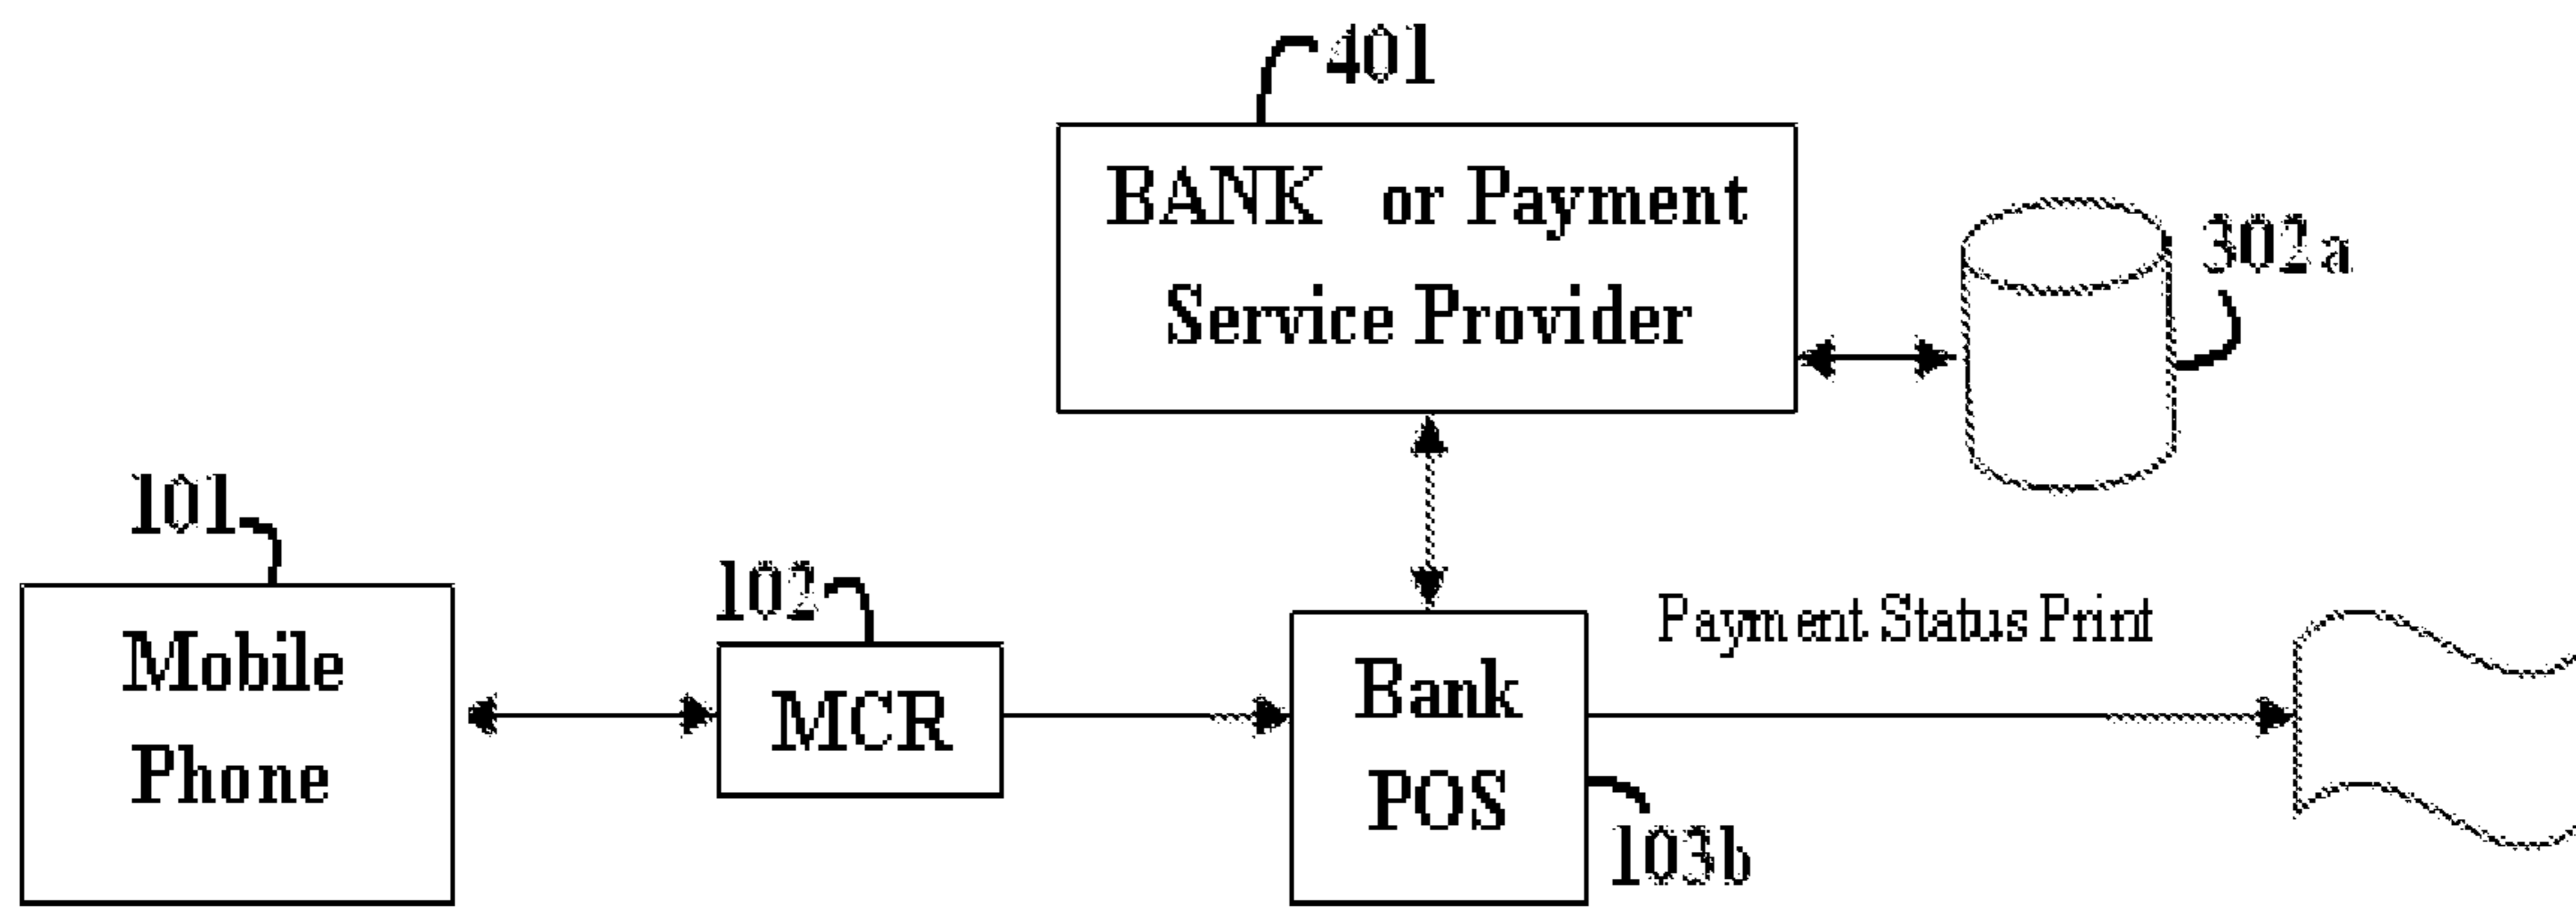 401
BANK or Payment
Service Provider
302a
101
Mobile
Phone
102
MCR
Bank
POS
103b
Payment Status Print